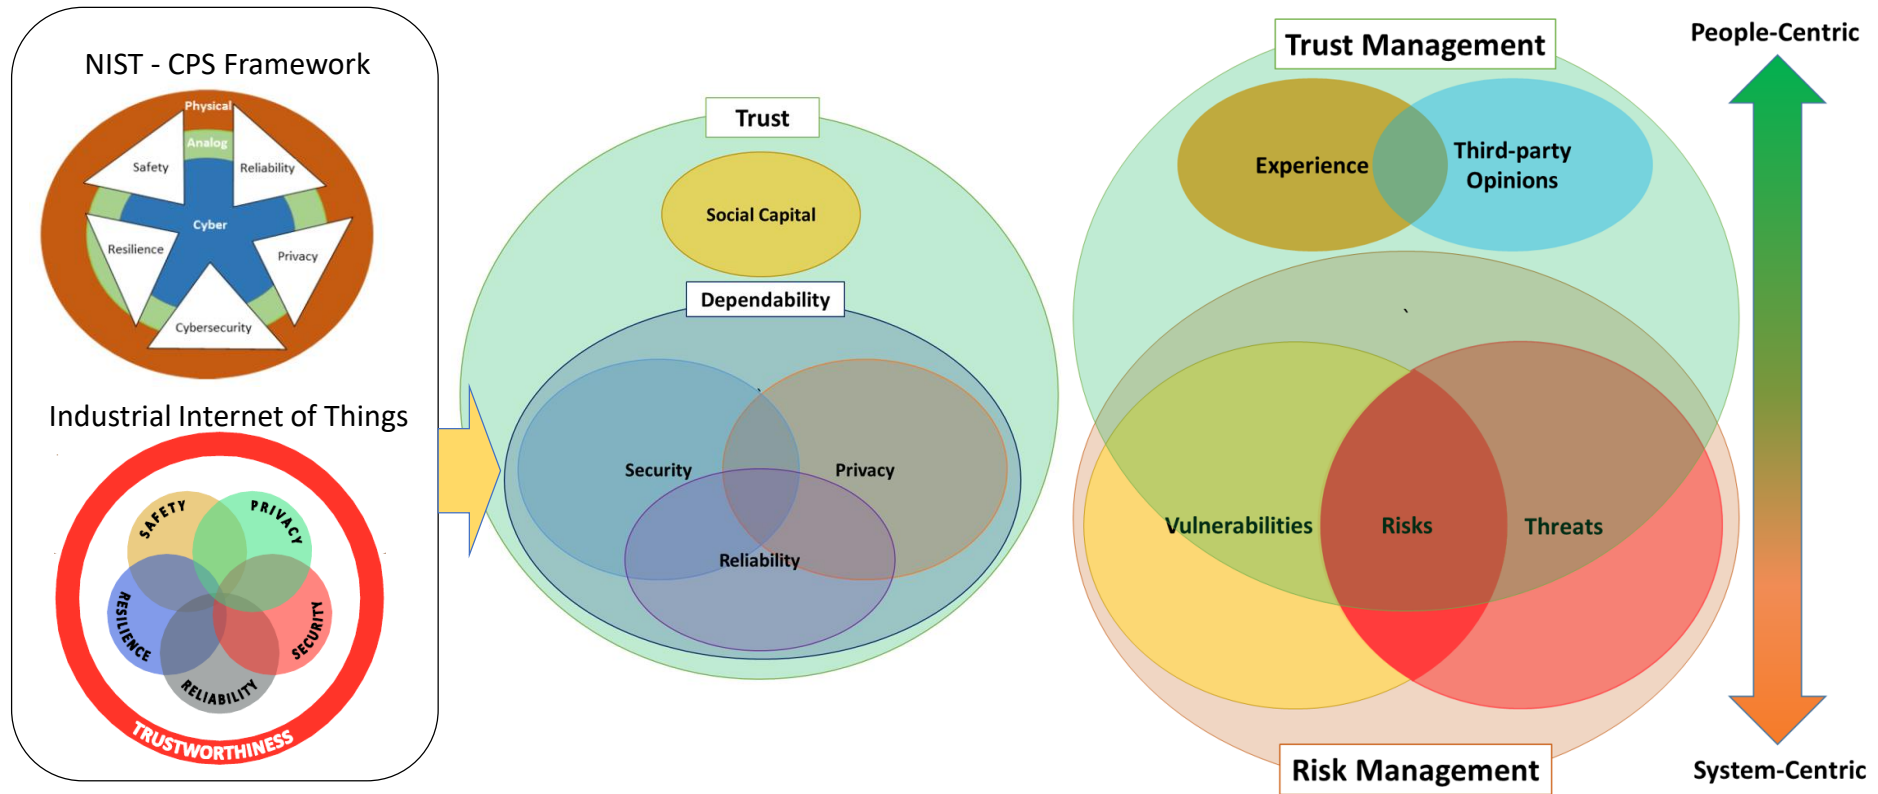 NIST - CPS Framework
Physical
Analog
Safety
Reliability
Cyber
Resilience
Privacy
Cybersecurity
Industrial Internet of Things
SAFETY
PRIVACY
RESILIENCE
SECURITY
RELIABILITY
TRUSTWORTHINESS
Trust
Social Capital
Dependability
Security
Privacy
Reliability
Trust Management
Experience
Third-party
Opinions
`
Vulnerabilities
Risks
Threats
Risk Management
People-Centric
System-Centric